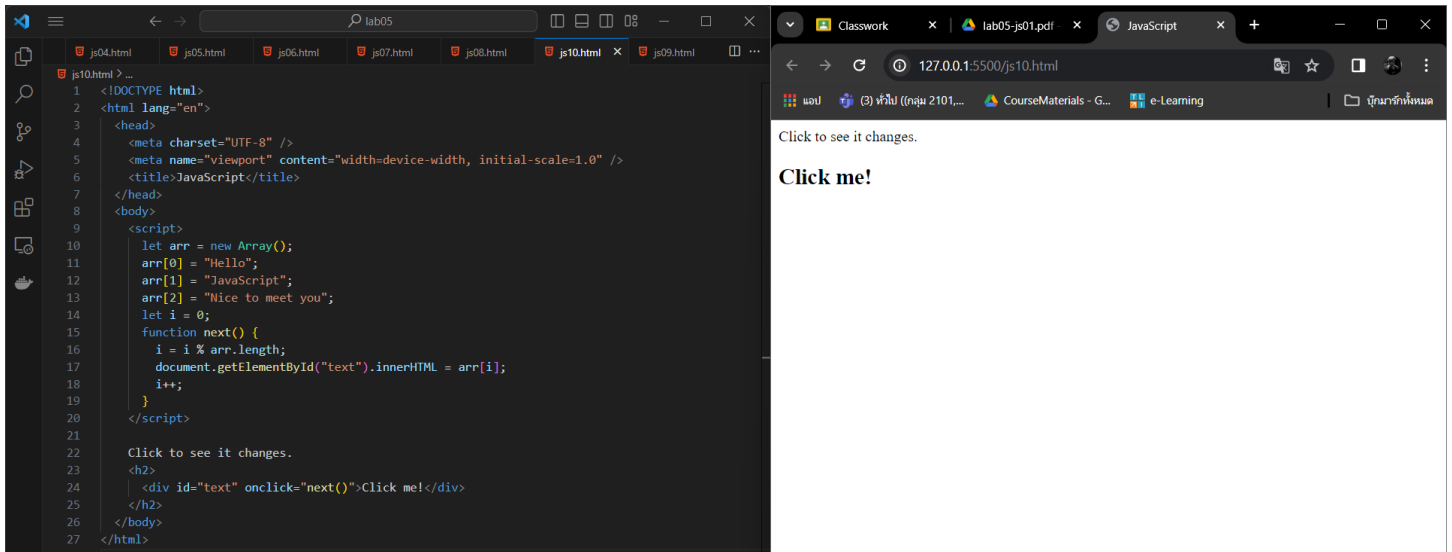 lab05
js04.html js05.html js06.html js07.html js08.html js10.html js09.html
js10.html > ...
1 <!DOCTYPE html>
2 <html lang="en">
3 <head>
4 <meta charset="UTF-8" />
5 <meta name="viewport" content="width=device-width, initial-scale=1.0" />
6 <title>JavaScript</title>
7 </head>
8 <body>
9 <script>
10 let arr = new Array();
11 arr[0] = "Hello";
12 arr[1] = "JavaScript";
13 arr[2] = "Nice to meet you";
14 let i = 0;
15 function next() {
16 i = i % arr.length;
17 document.getElementById("text").innerHTML = arr[i];
18 i++;
19 }
20 </script>
21
22 Click to see it changes.
23 <h2>
24 <div id="text" onclick="next()">Click me!</div>
25 </h2>
26 </body>
27 </html>
Classwork lab05-js01.pdf - JavaScript
127.0.0.1:5500/js10.html
แอป (3) ทั่วไป ((กลุ่ม 2101,... CourseMaterials - G... e-Learning บุ๊กมาร์กทั้งหมด
Click to see it changes.
Click me!